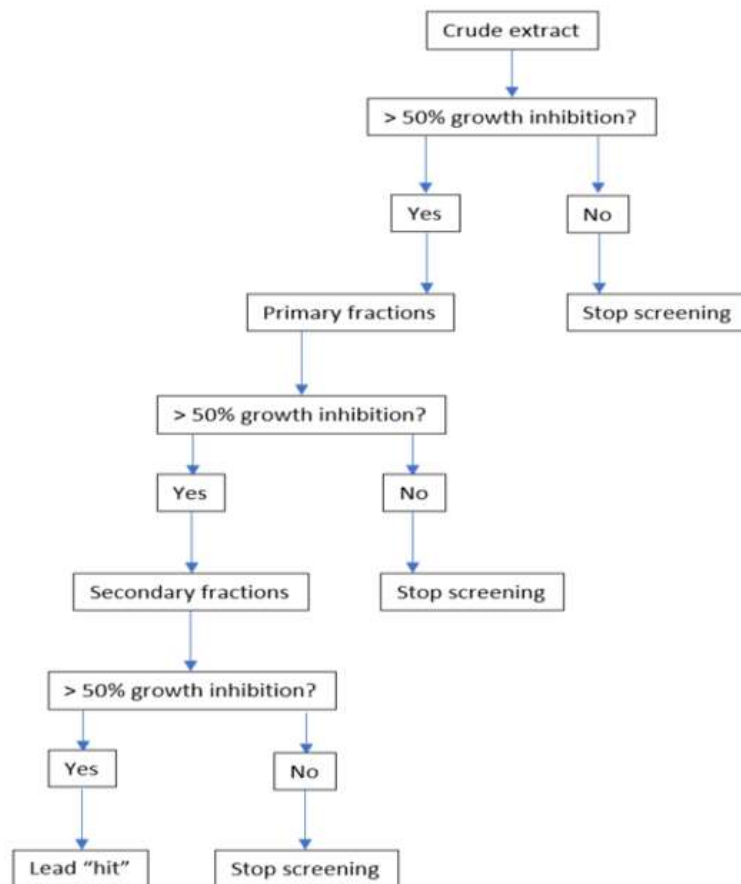 Crude extract
> 50% growth inhibition?
Yes
No
Primary fractions
Stop screening
> 50% growth inhibition?
Yes
No
Secondary fractions
Stop screening
> 50% growth inhibition?
Yes
No
Lead “hit”
Stop screening